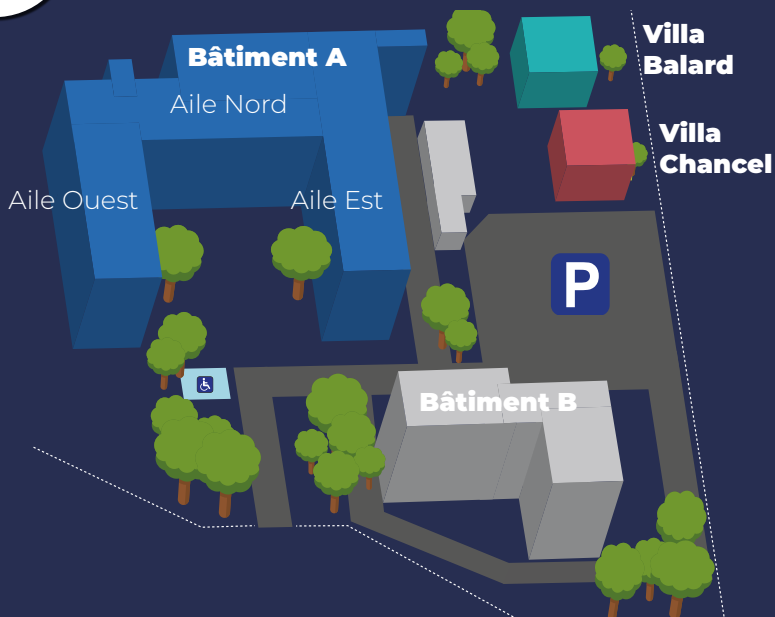 Bâtiment A
Aile Nord
Aile Ouest
Aile Est
Villa
Balard
Villa
Chancel
P
Bâtiment B